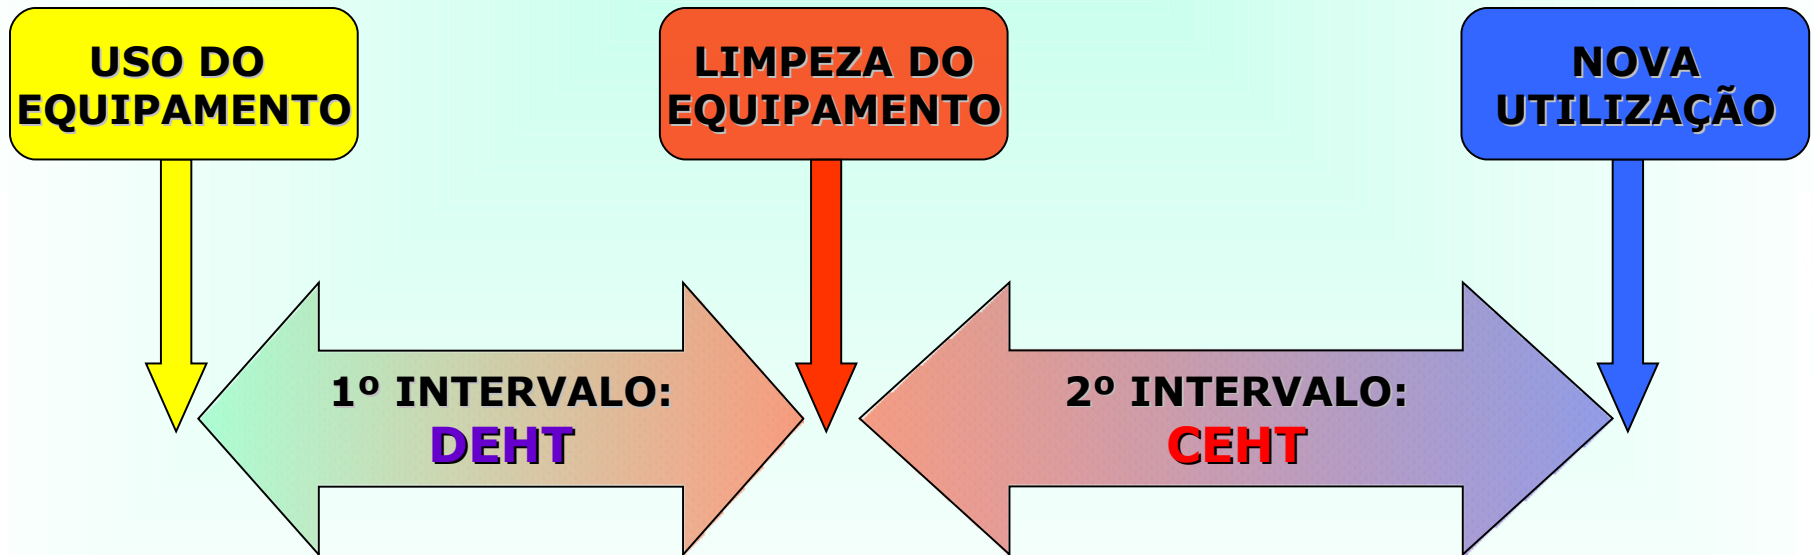 USO DO
EQUIPAMENTO
LIMPEZA DO
EQUIPAMENTO
NOVA
UTILIZAÇÃO
1º INTERVALO:
DEHT
2º INTERVALO:
CEHT